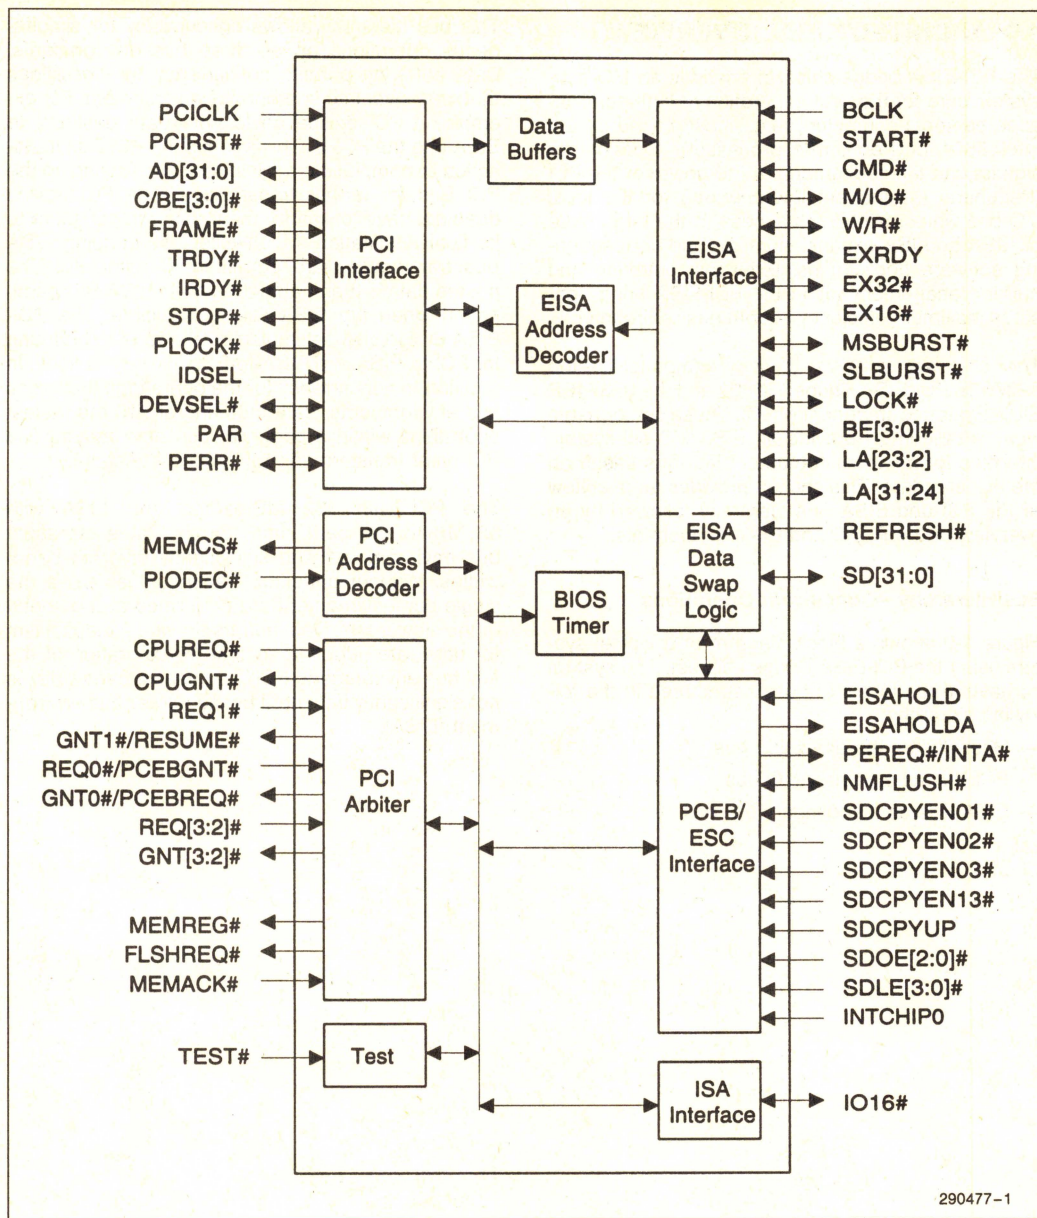 PCICLK
PCIRST#
AD[31:0]
C/BE[3:0]#
FRAME#
TRDY#
IRDY#
STOP#
PLOCK#
IDSEL
DEVSEL#
PAR
PERR#
MEMCS#
PIODEC#
CPUREQ#
CPUGNT#
REQ1#
GNT1#/RESUME#
REQ0#/PCEBGNT#
GNT0#/PCEBREQ#
REQ[3:2]#
GNT[3:2]#
MEMREG#
FLSHREQ#
MEMACK#
TEST#
PCI
Interface
PCI
Address
Decoder
PCI
Arbiter
Test
Data
Buffers
EISA
Address
Decoder
BIOS
Timer
EISA
Interface
EISA
Data
Swap
Logic
PCEB/
ESC
Interface
ISA
Interface
BCLK
START#
CMD#
M/IO#
W/R#
EXRDY
EX32#
EX16#
MSBURST#
SLBURST#
LOCK#
BE[3:0]#
LA[23:2]
LA[31:24]
REFRESH#
SD[31:0]
EISAHOLD
EISAHOLDA
PEREQ#/INTA#
NMFLUSH#
SDCPYEN01#
SDCPYEN02#
SDCPYEN03#
SDCPYEN13#
SDCPYUP
SDOE[2:0]#
SDLE[3:0]#
INTCHIP0
IO16#
290477-1